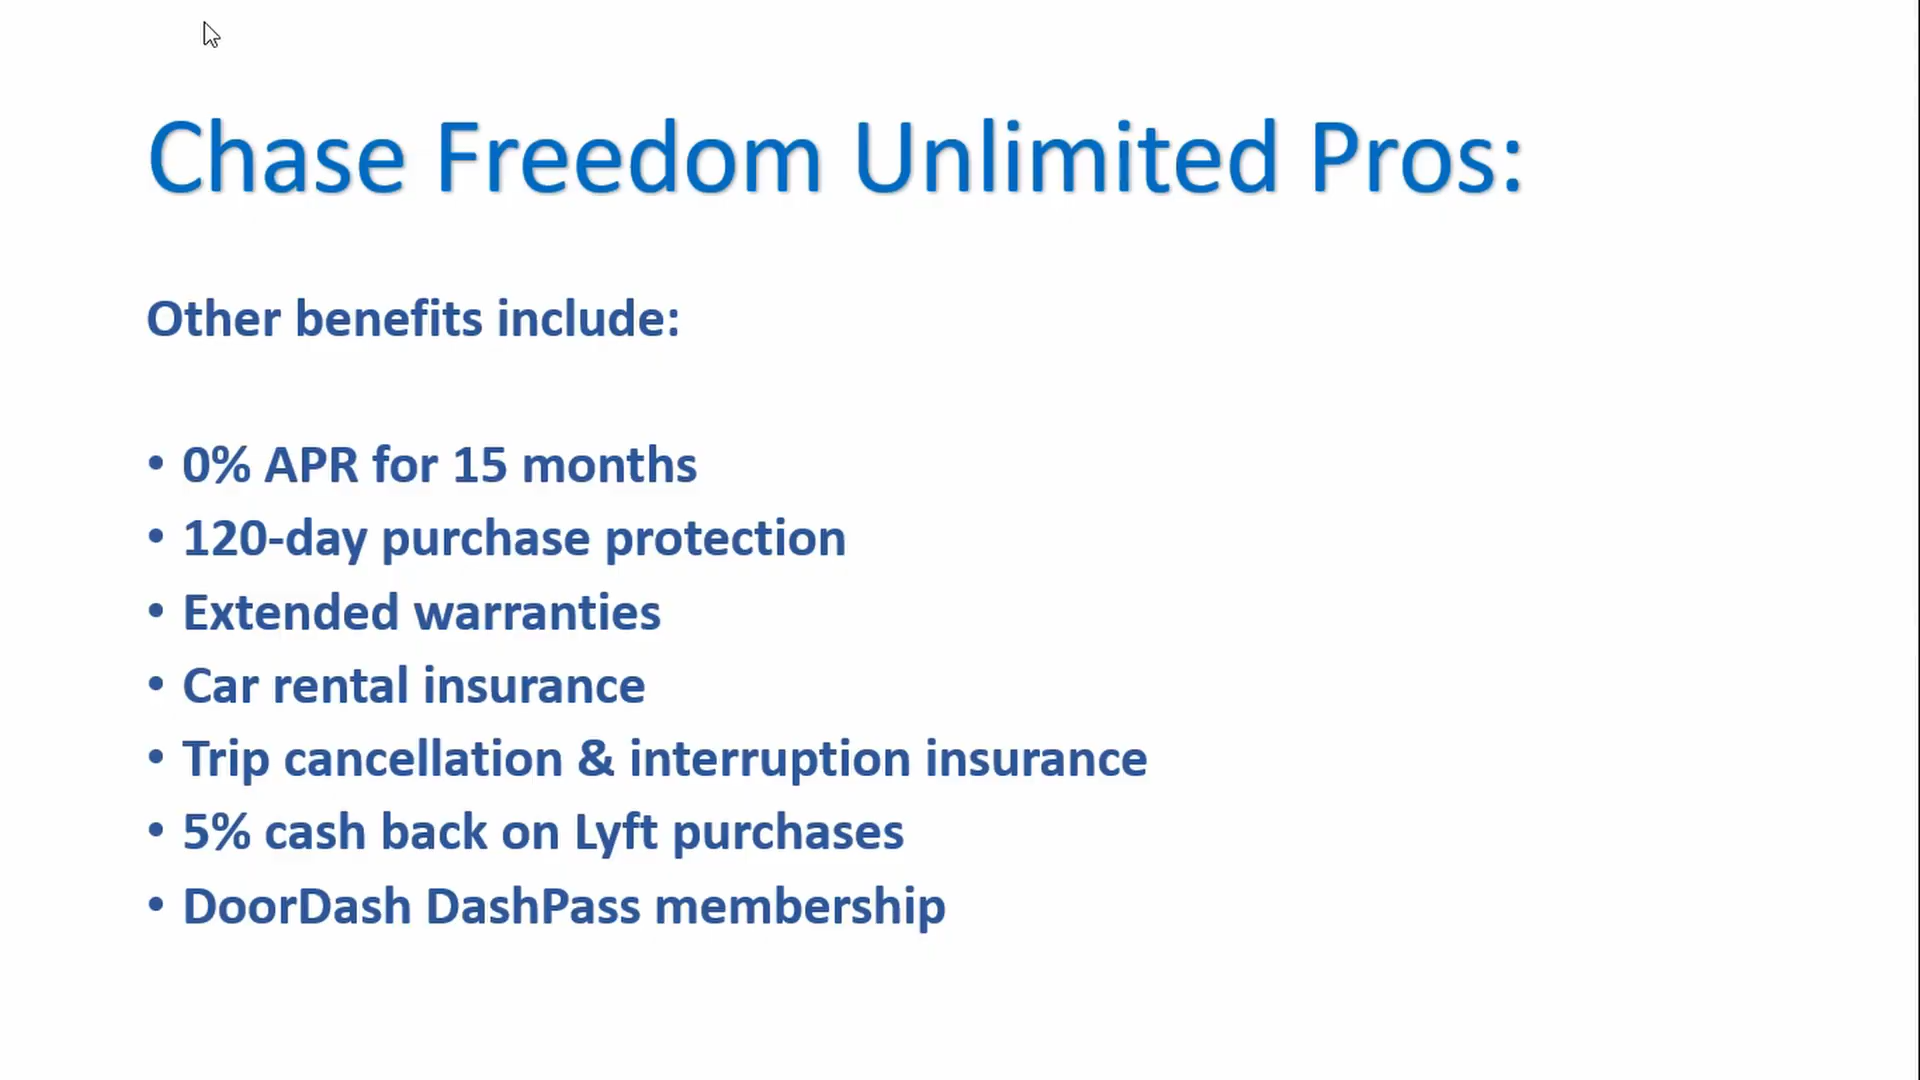 Chase Freedom Unlimited Pros:
Other benefits include:
• 0% APR for 15 months
• 120-day purchase protection
• Extended warranties
• Car rental insurance
• Trip cancellation & interruption insurance
• 5% cash back on Lyft purchases
• DoorDash DashPass membership